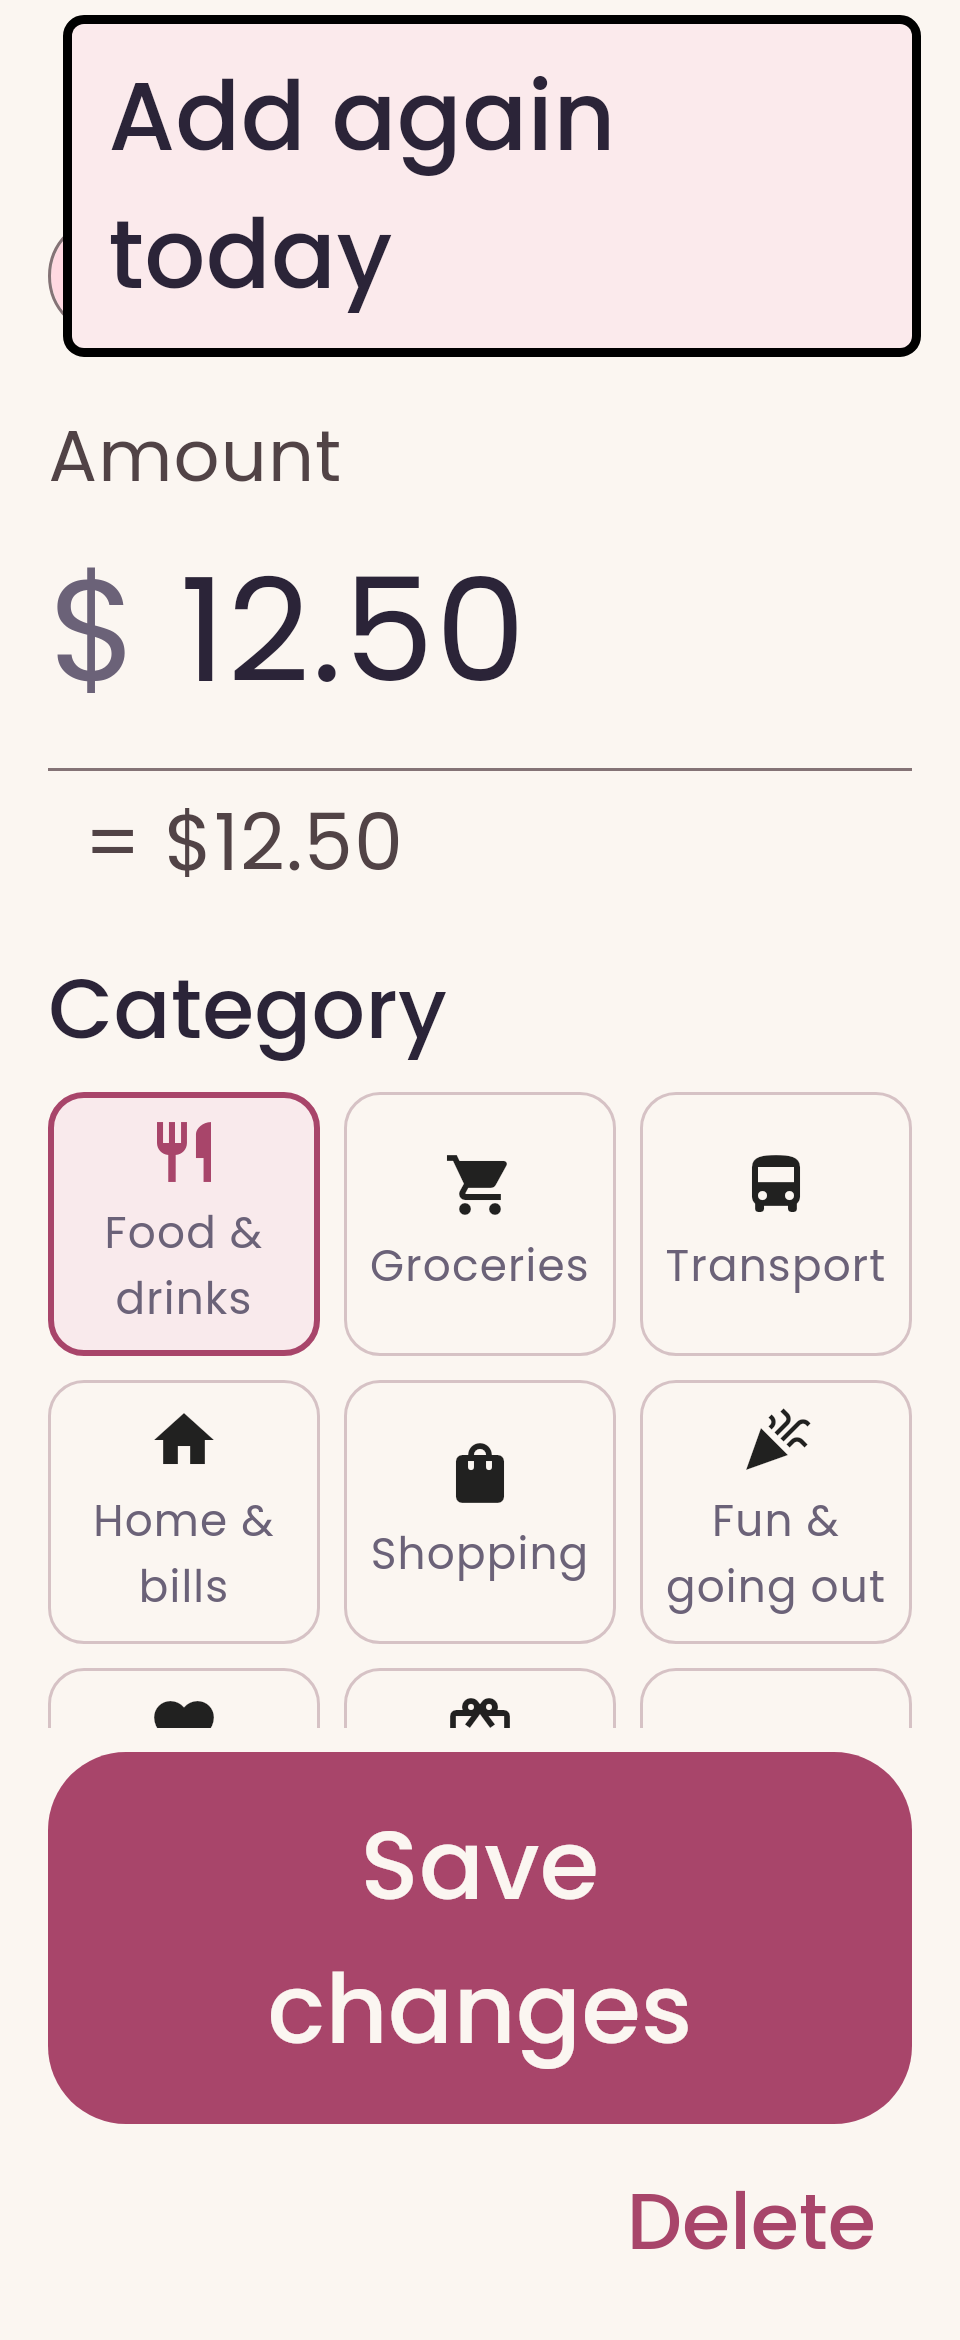 Add again
today
Amount
$ 12.50
= $12.50
Category
Food &
drinks
Groceries
Transport
Home &
bills
Shopping
Fun &
going out
Save
changes
Delete